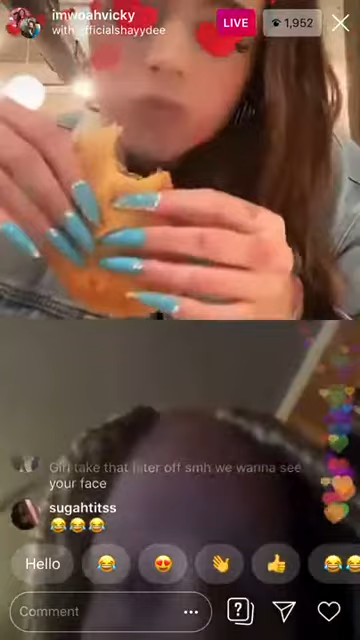 imwoahvicky
with officialshayydee
LIVE
1,952
Girl take that filter off smh we wanna see
your face
sugahtitss
😂😂😂
Hello
Comment